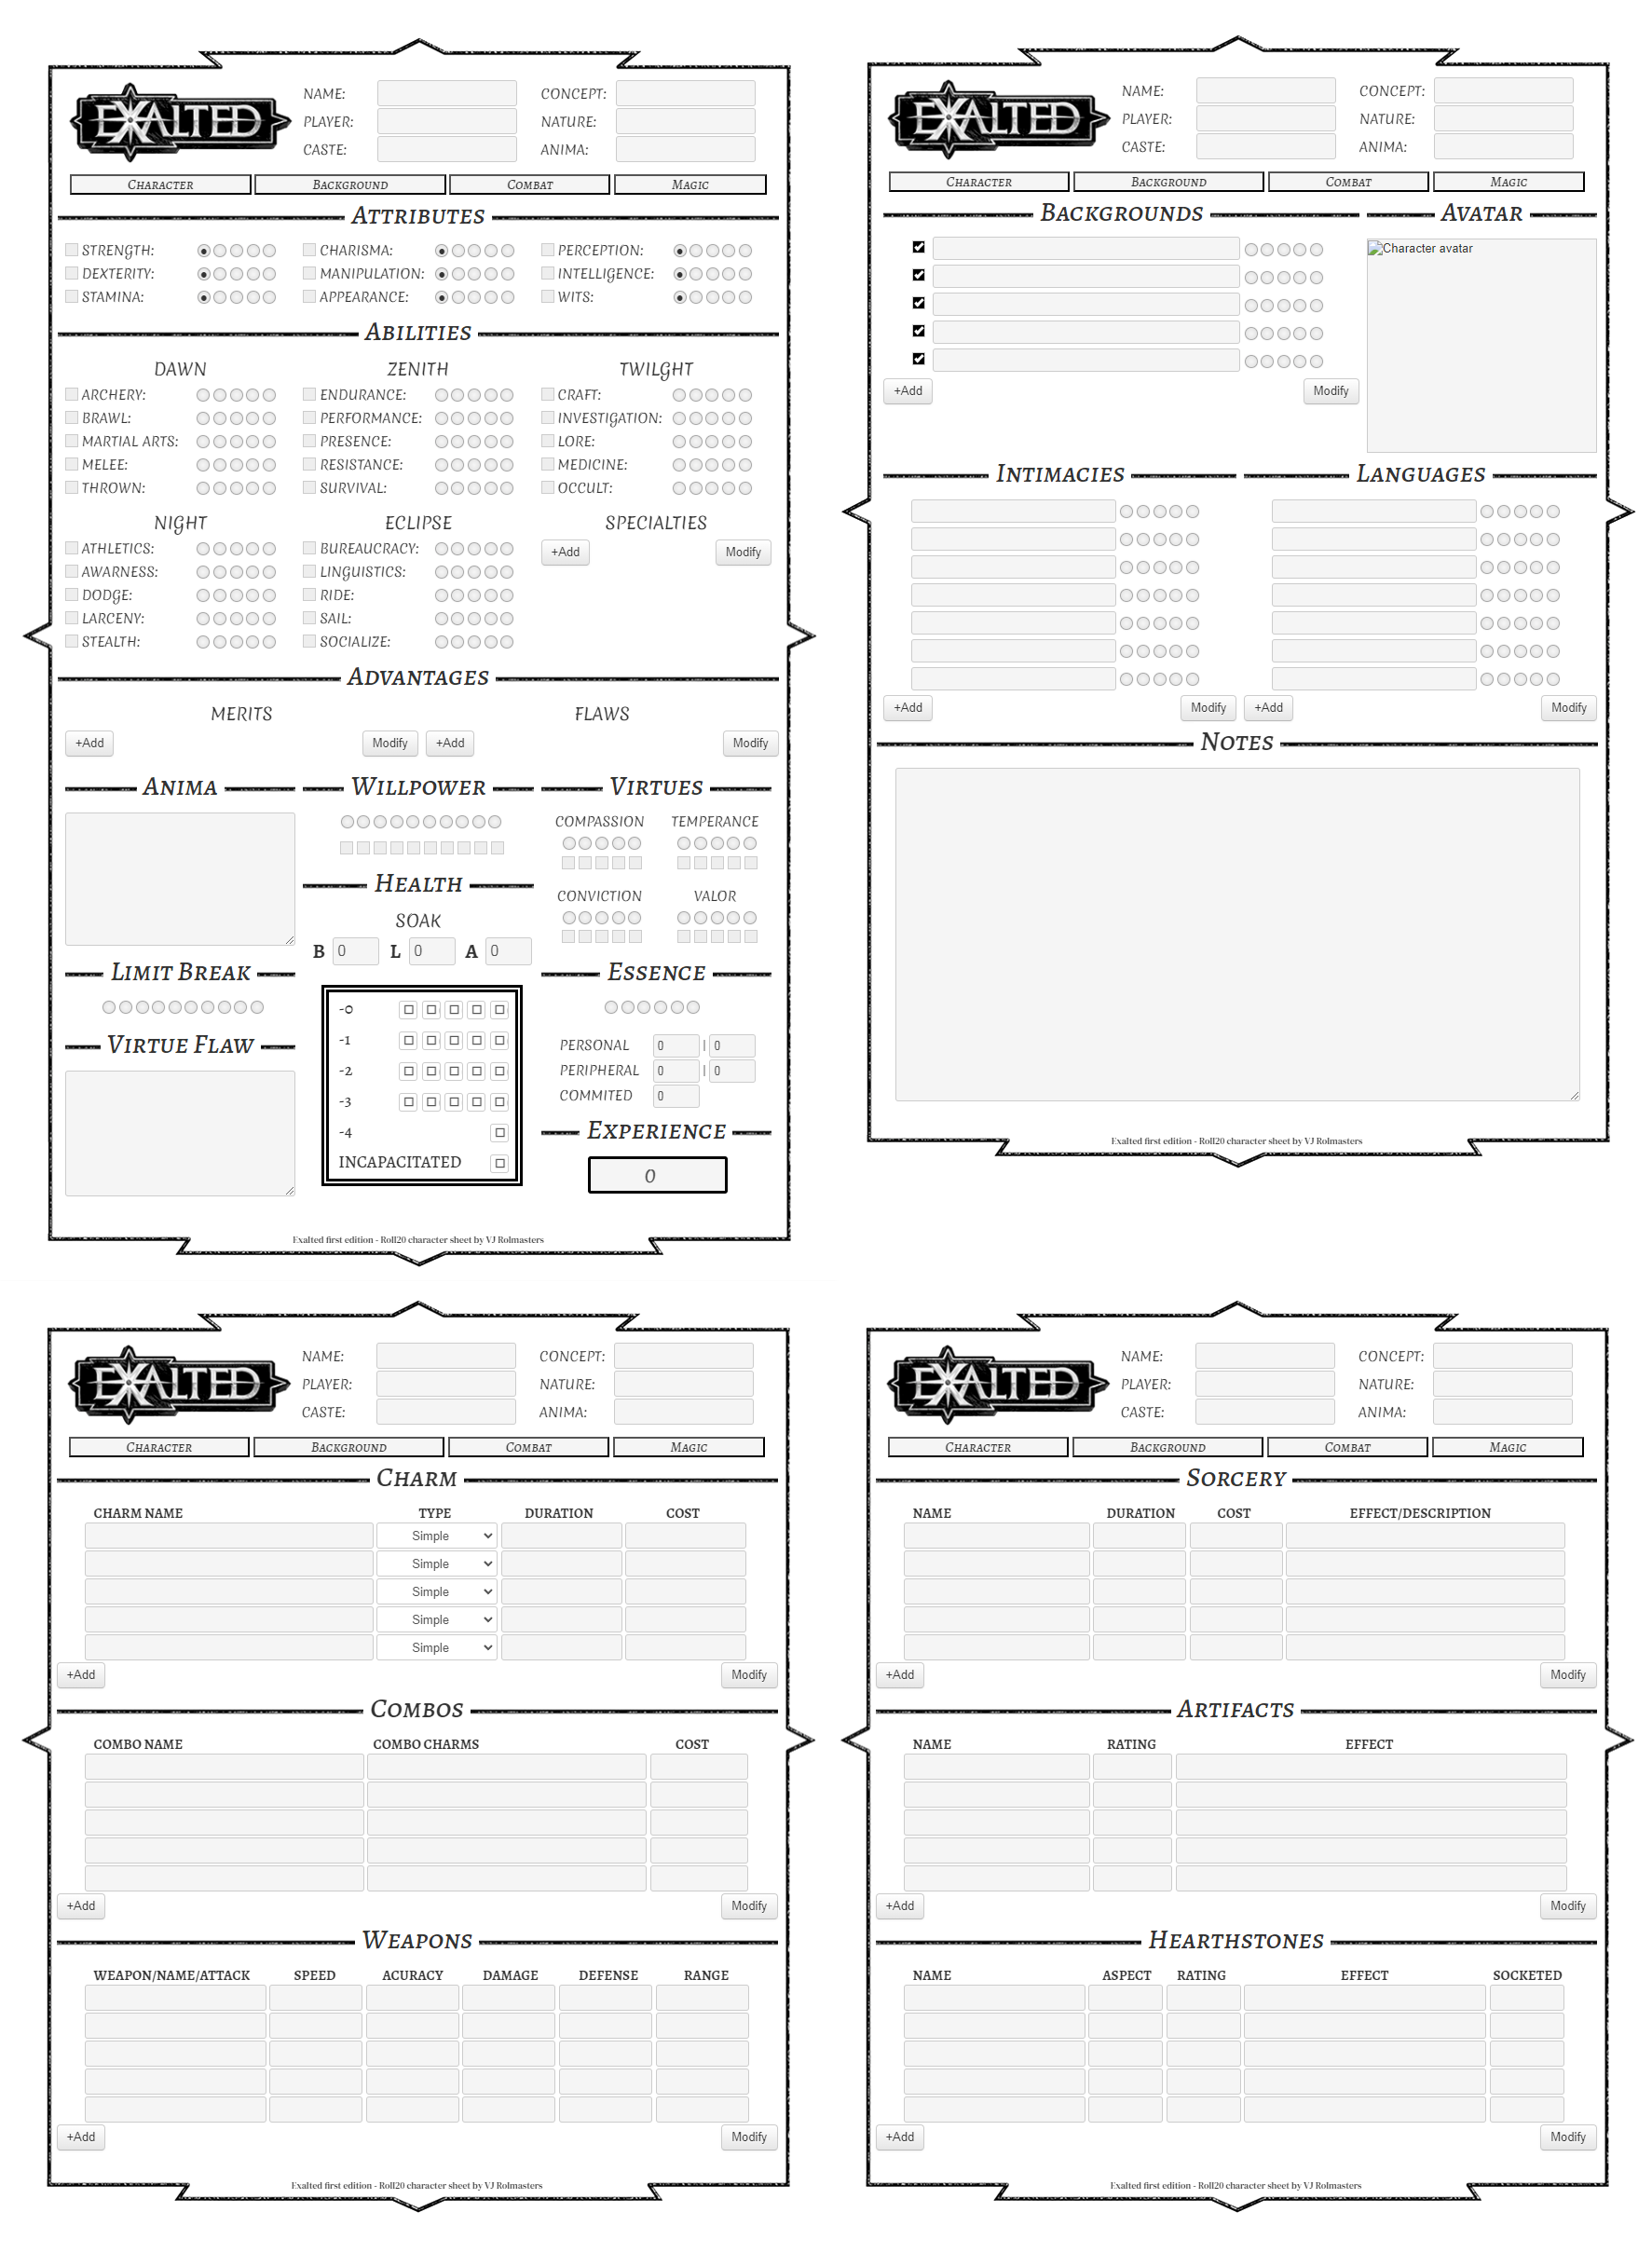 EXALTED
NAME: CONCEPT:
PLAYER: NATURE:
CASTE: ANIMA:
Character Background Combat Magic
Attributes
STRENGTH: CHARISMA: PERCEPTION:
DEXTERITY: MANIPULATION: INTELLIGENCE:
STAMINA: APPEARANCE: WITS:
Abilities
DAWN ZENITH TWILGHT
ARCHERY: ENDURANCE: CRAFT:
BRAWL: PERFORMANCE: INVESTIGATION:
MARTIAL ARTS: PRESENCE: LORE:
MELEE: RESISTANCE: MEDICINE:
THROWN: SURVIVAL: OCCULT:
NIGHT ECLIPSE SPECIALTIES
ATHLETICS: BUREAUCRACY: +Add Modify
AWARNESS: LINGUISTICS:
DODGE: RIDE:
LARCENY: SAIL:
STEALTH: SOCIALIZE:
Advantages
MERITS FLAWS
+Add Modify +Add Modify
Anima Willpower Virtues
COMPASSION TEMPERANCE
Health
CONVICTION VALOR
SOAK
B 0 L 0 A 0
Limit Break Essence
-0
-1
Virtue Flaw PERSONAL 0 | 0
-2 PERIPHERAL 0 | 0
-3 COMMITED 0
-4 Experience
INCAPACITATED 0
Exalted first edition - Roll20 character sheet by VJ Rolmasters
EXALTED
NAME: CONCEPT:
PLAYER: NATURE:
CASTE: ANIMA:
Character Background Combat Magic
Backgrounds Avatar
Character avatar
+Add Modify
Intimacies Languages
+Add Modify +Add Modify
Notes
Exalted first edition - Roll20 character sheet by VJ Rolmasters
EXALTED
NAME: CONCEPT:
PLAYER: NATURE:
CASTE: ANIMA:
Character Background Combat Magic
Charm
CHARM NAME TYPE DURATION COST
Simple
Simple
Simple
Simple
Simple
+Add Modify
Combos
COMBO NAME COMBO CHARMS COST
+Add Modify
Weapons
WEAPON/NAME/ATTACK SPEED ACURACY DAMAGE DEFENSE RANGE
+Add Modify
Exalted first edition - Roll20 character sheet by VJ Rolmasters
EXALTED
NAME: CONCEPT:
PLAYER: NATURE:
CASTE: ANIMA:
Character Background Combat Magic
Sorcery
NAME DURATION COST EFFECT/DESCRIPTION
+Add Modify
Artifacts
NAME RATING EFFECT
+Add Modify
Hearthstones
NAME ASPECT RATING EFFECT SOCKETED
+Add Modify
Exalted first edition - Roll20 character sheet by VJ Rolmasters